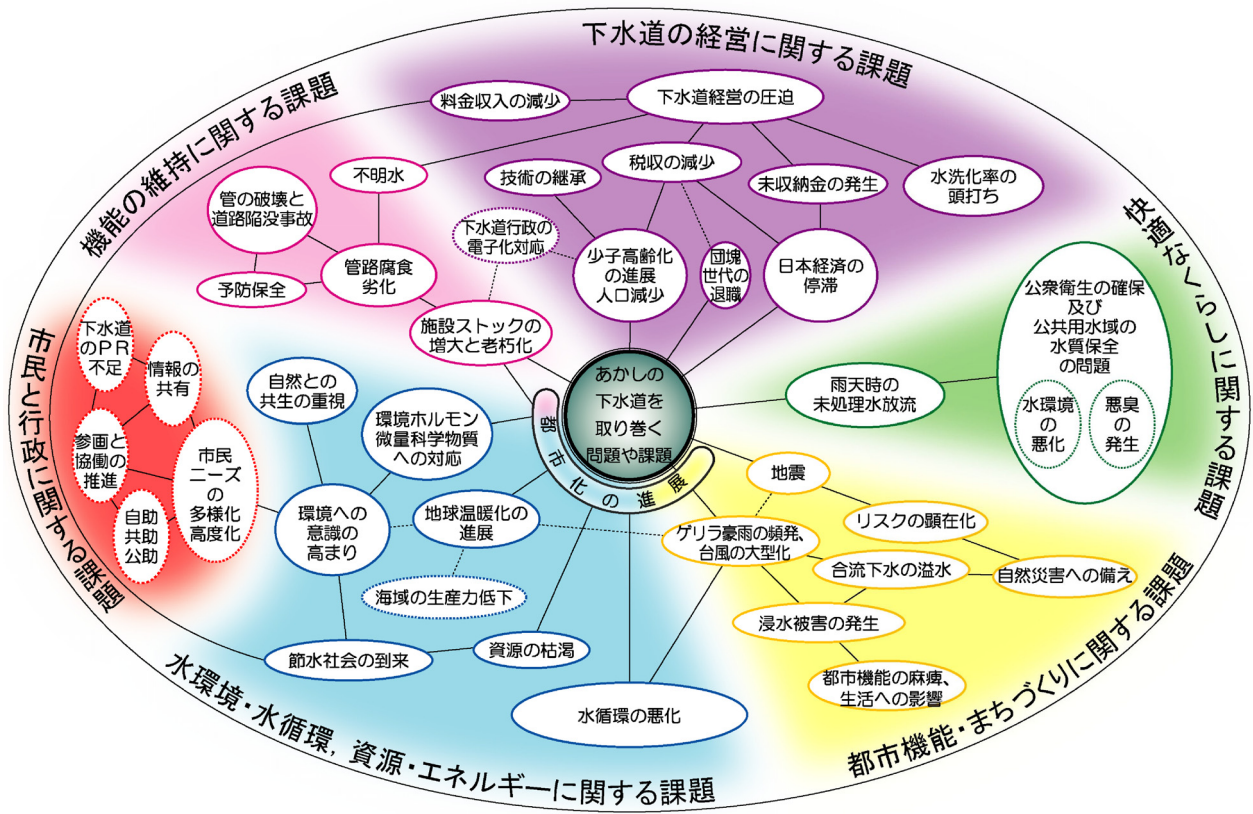 下水道の経営に関する課題
料金収入の減少
下水道経営の圧迫
技術の継承
税収の減少
未収納金の発生
水洗化率の
頭打ち
少子高齢化
の進展
人口減少
団塊
世代の
退職
日本経済の
停滞
機能の維持に関する課題
不明水
管の破壊と
道路陥没事故
下水道行政の
電子化対応
予防保全
管路腐食
劣化
施設ストックの
増大と老朽化
快適なくらしに関する課題
公衆衛生の確保
及び
公共用水域の
水質保全
の問題
水環境
の
悪化
悪臭
の
発生
雨天時の
未処理水放流
あかしの
下水道を
取り巻く
問題や課題
都市化の進展
市民と行政に関する課題
下水道
のPR
不足
情報の
共有
参画と
協働の
推進
市民
ニーズ
の
多様化
高度化
自助
共助
公助
自然との
共生の重視
環境ホルモン
微量科学物質
への対応
環境への
意識の
高まり
地球温暖化の
進展
海域の生産力低下
節水社会の到来
資源の枯渇
水循環の悪化
水環境・水循環,資源・エネルギーに関する課題
地震
リスクの顕在化
ゲリラ豪雨の頻発、
台風の大型化
合流下水の溢水
自然災害への備え
浸水被害の発生
都市機能の麻痺、
生活への影響
都市機能・まちづくりに関する課題